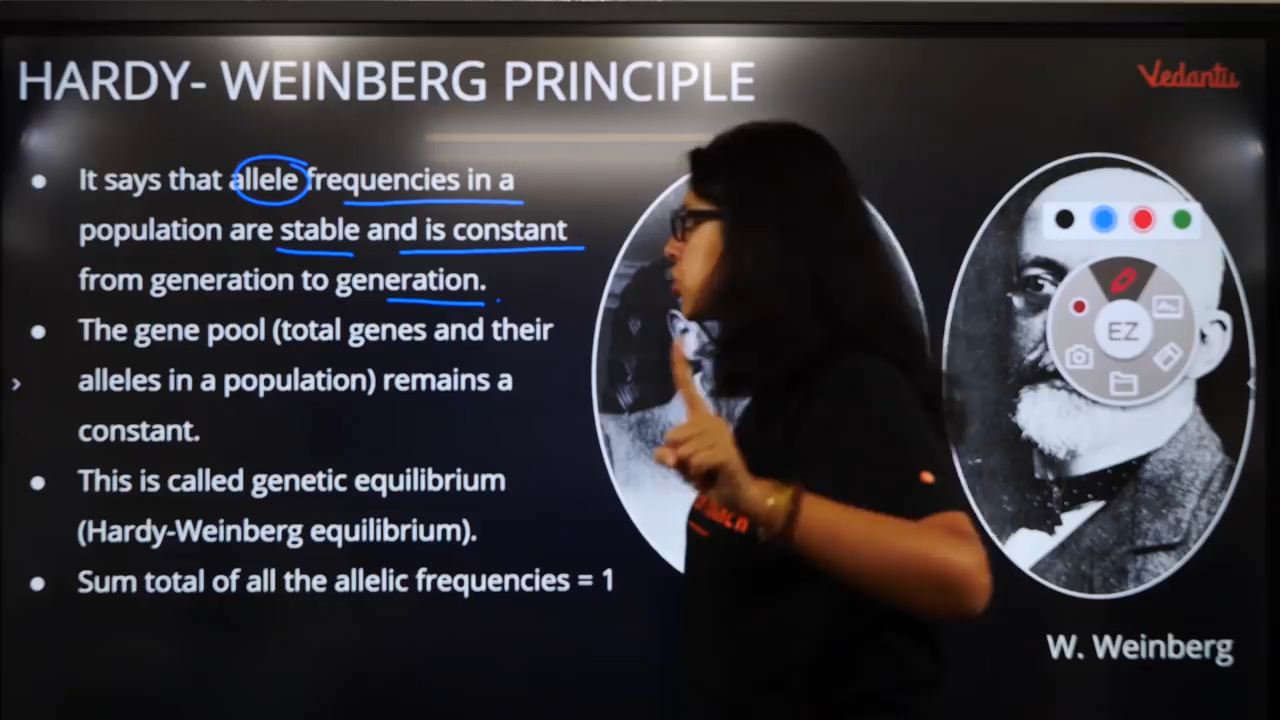 HARDY- WEINBERG PRINCIPLE
Vedantu
It says that allele frequencies in a
population are stable and is constant
from generation to generation.
The gene pool (total genes and their
alleles in a population) remains a
constant.
This is called genetic equilibrium
(Hardy-Weinberg equilibrium).
Sum total of all the allelic frequencies = 1
EZ
W. Weinberg